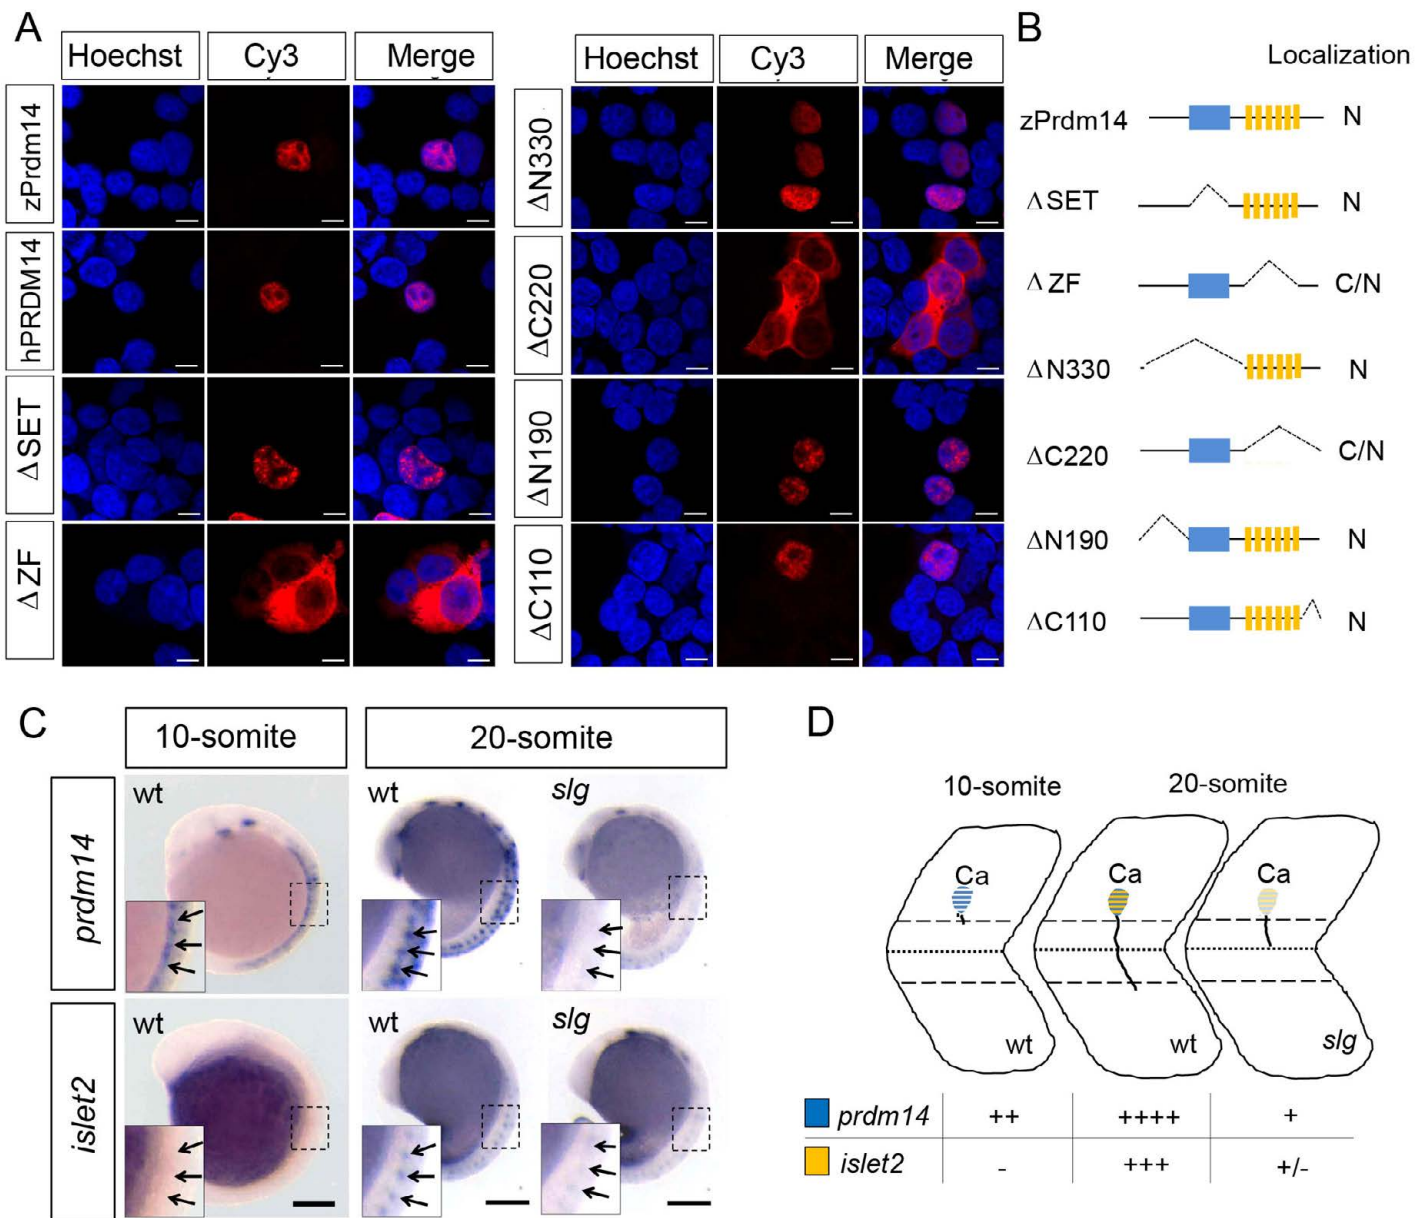 A
Hoechst Cy3 Merge
zPrdm14
hPRDM14
ΔSET
ΔZF
Hoechst Cy3 Merge
ΔN330
ΔC220
ΔN190
ΔC110
B
Localization
zPrdm14 N
ΔSET N
ΔZF C/N
ΔN330 N
ΔC220 C/N
ΔN190 N
ΔC110 N
C
10-somite 20-somite
prdm14
wt wt slg
islet2
wt wt slg
D
10-somite 20-somite
Ca Ca Ca
wt wt slg
prdm14 ++ ++++ +
islet2 - +++ +/-